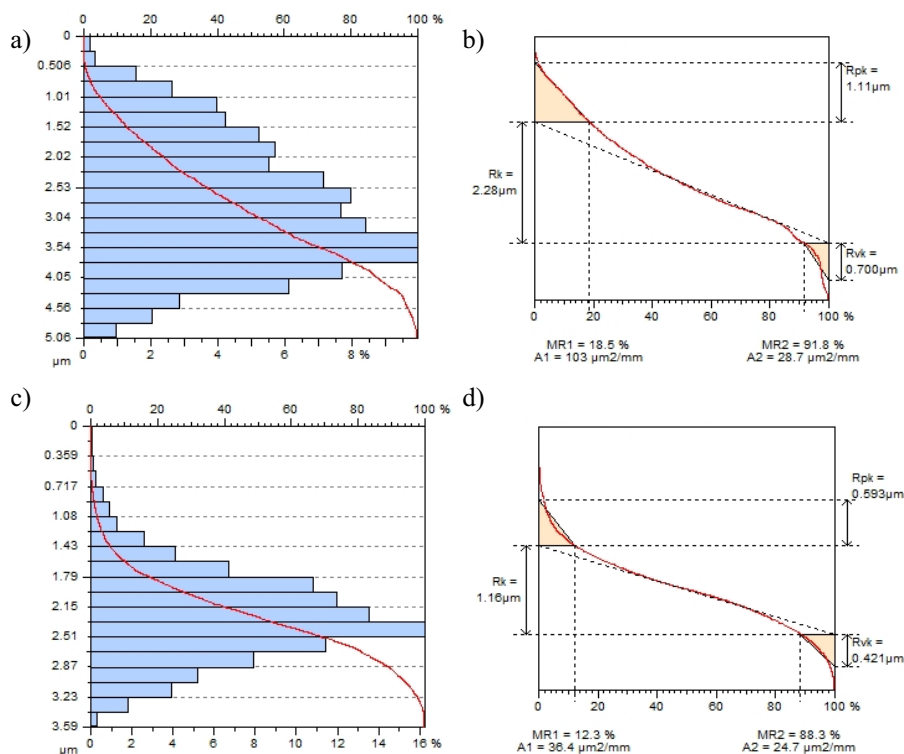 a)
0 20 40 60 80 100 %
0
0.506
1.01
1.52
2.02
2.53
3.04
3.54
4.05
4.56
5.06
µm
0 2 4 6 8 %
b)
Rpk =
1.11µm
Rk =
2.28µm
Rvk =
0.700µm
0 20 40 60 80 100 %
MR1 = 18.5 % MR2 = 91.8 %
A1 = 103 µm2/mm A2 = 28.7 µm2/mm
c)
0 20 40 60 80 100 %
0
0.359
0.717
1.08
1.43
1.79
2.15
2.51
2.87
3.23
3.59
µm
0 2 4 6 8 10 12 14 16 %
d)
Rpk =
0.593µm
Rk =
1.16µm
Rvk =
0.421µm
0 20 40 60 80 100 %
MR1 = 12.3 % MR2 = 88.3 %
A1 = 36.4 µm2/mm A2 = 24.7 µm2/mm